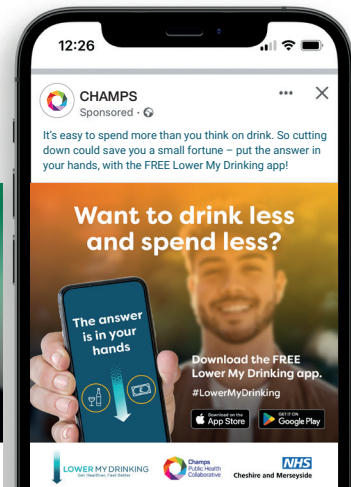 12:26
CHAMPS
Sponsored ·
It's easy to spend more than you think on drink. So cutting
down could save you a small fortune – put the answer in
your hands, with the FREE Lower My Drinking app!
Want to drink less
and spend less?
The answer
is in your
hands
Download the FREE
Lower My Drinking app.
#LowerMyDrinking
Download on the
App Store
GET IT ON
Google Play
LOWER MY DRINKING
Get Healthier, Feel Better
Champs
Public Health
Collaborative
NHS
Cheshire and Merseyside